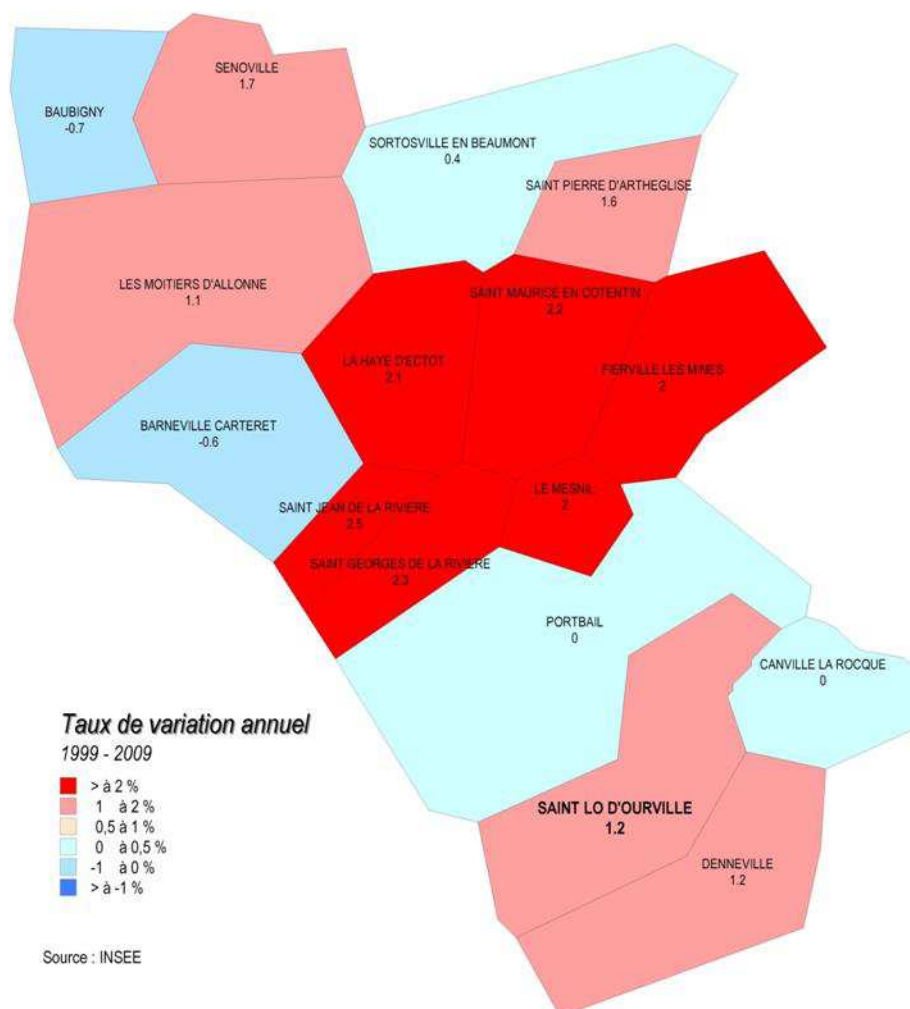 SENOVILLE
1.7
BAUBIGNY
-0.7
SORTOSVILLE EN BEAUMONT
0.4
SAINT PIERRE D'ARTHEGLISE
1.6
LES MOITIERS D'ALLONNE
1.1
SAINT MAURICE EN COTENTIN
2.2
LA HAYE D'ECTOT
2.1
FIERVILLE LES MINES
2
BARNEVILLE CARTERET
-0.6
LE MESNIL
2
SAINT JEAN DE LA RIVIERE
2.5
SAINT GEORGES DE LA RIVIERE
2.3
PORTBAIL
0
CANVILLE LA ROCQUE
0
SAINT LO D'OURVILLE
1.2
DENNEVILLE
1.2
Taux de variation annuel
1999 - 2009
> à 2 %
1 à 2 %
0,5 à 1 %
0 à 0,5 %
-1 à 0 %
> à -1 %
Source : INSEE